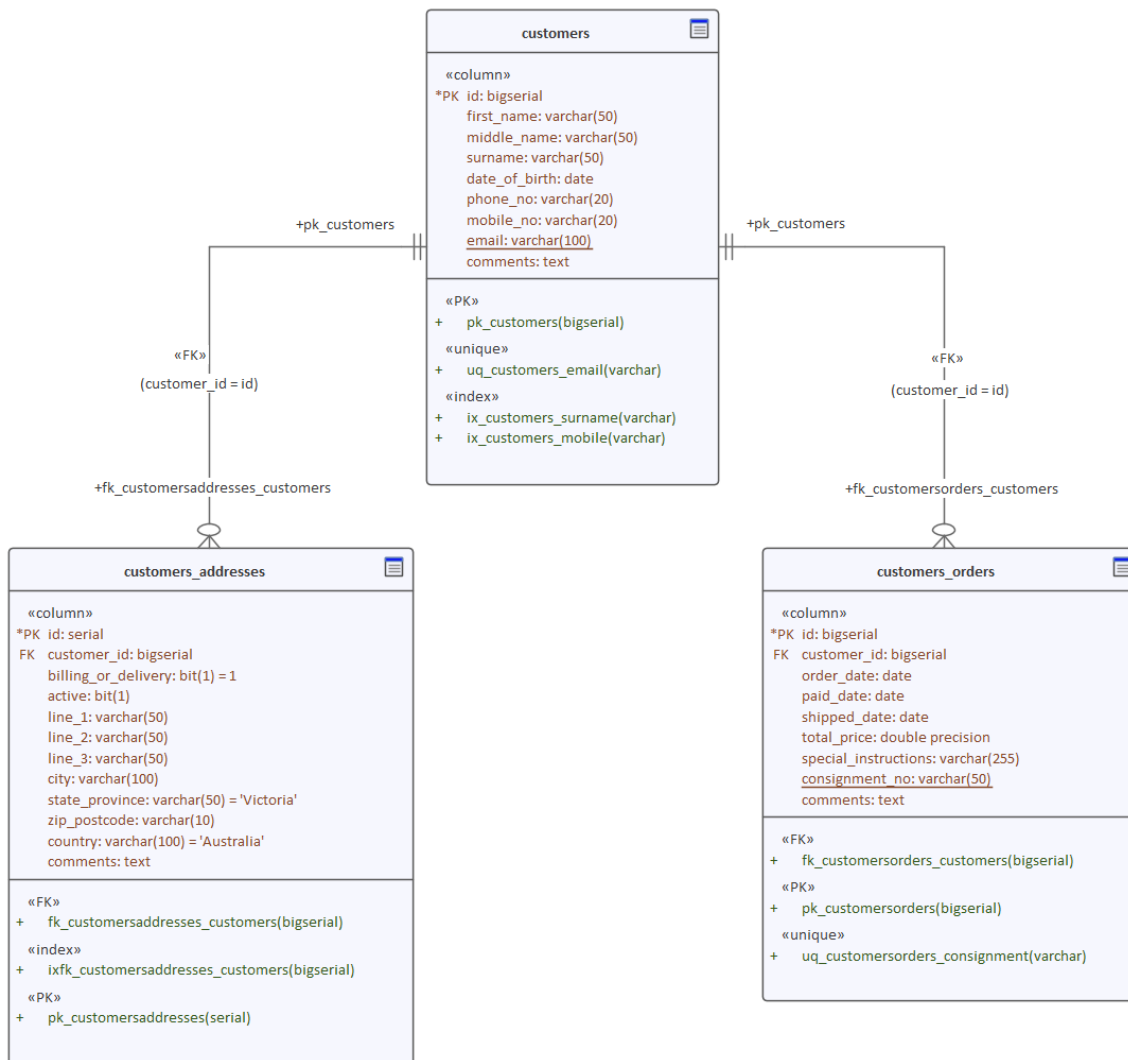 customers
«column»
*PK id: bigserial
first_name: varchar(50)
middle_name: varchar(50)
surname: varchar(50)
date_of_birth: date
phone_no: varchar(20)
mobile_no: varchar(20)
email: varchar(100)
comments: text
«PK»
+ pk_customers(bigserial)
«unique»
+ uq_customers_email(varchar)
«index»
+ ix_customers_surname(varchar)
+ ix_customers_mobile(varchar)
+pk_customers
«FK»
(customer_id = id)
+fk_customersaddresses_customers
+pk_customers
«FK»
(customer_id = id)
+fk_customersorders_customers
customers_addresses
«column»
*PK id: serial
FK customer_id: bigserial
billing_or_delivery: bit(1) = 1
active: bit(1)
line_1: varchar(50)
line_2: varchar(50)
line_3: varchar(50)
city: varchar(100)
state_province: varchar(50) = 'Victoria'
zip_postcode: varchar(10)
country: varchar(100) = 'Australia'
comments: text
«FK»
+ fk_customersaddresses_customers(bigserial)
«index»
+ ixfk_customersaddresses_customers(bigserial)
«PK»
+ pk_customersaddresses(serial)
customers_orders
«column»
*PK id: bigserial
FK customer_id: bigserial
order_date: date
paid_date: date
shipped_date: date
total_price: double precision
special_instructions: varchar(255)
consignment_no: varchar(50)
comments: text
«FK»
+ fk_customersorders_customers(bigserial)
«PK»
+ pk_customersorders(bigserial)
«unique»
+ uq_customersorders_consignment(varchar)